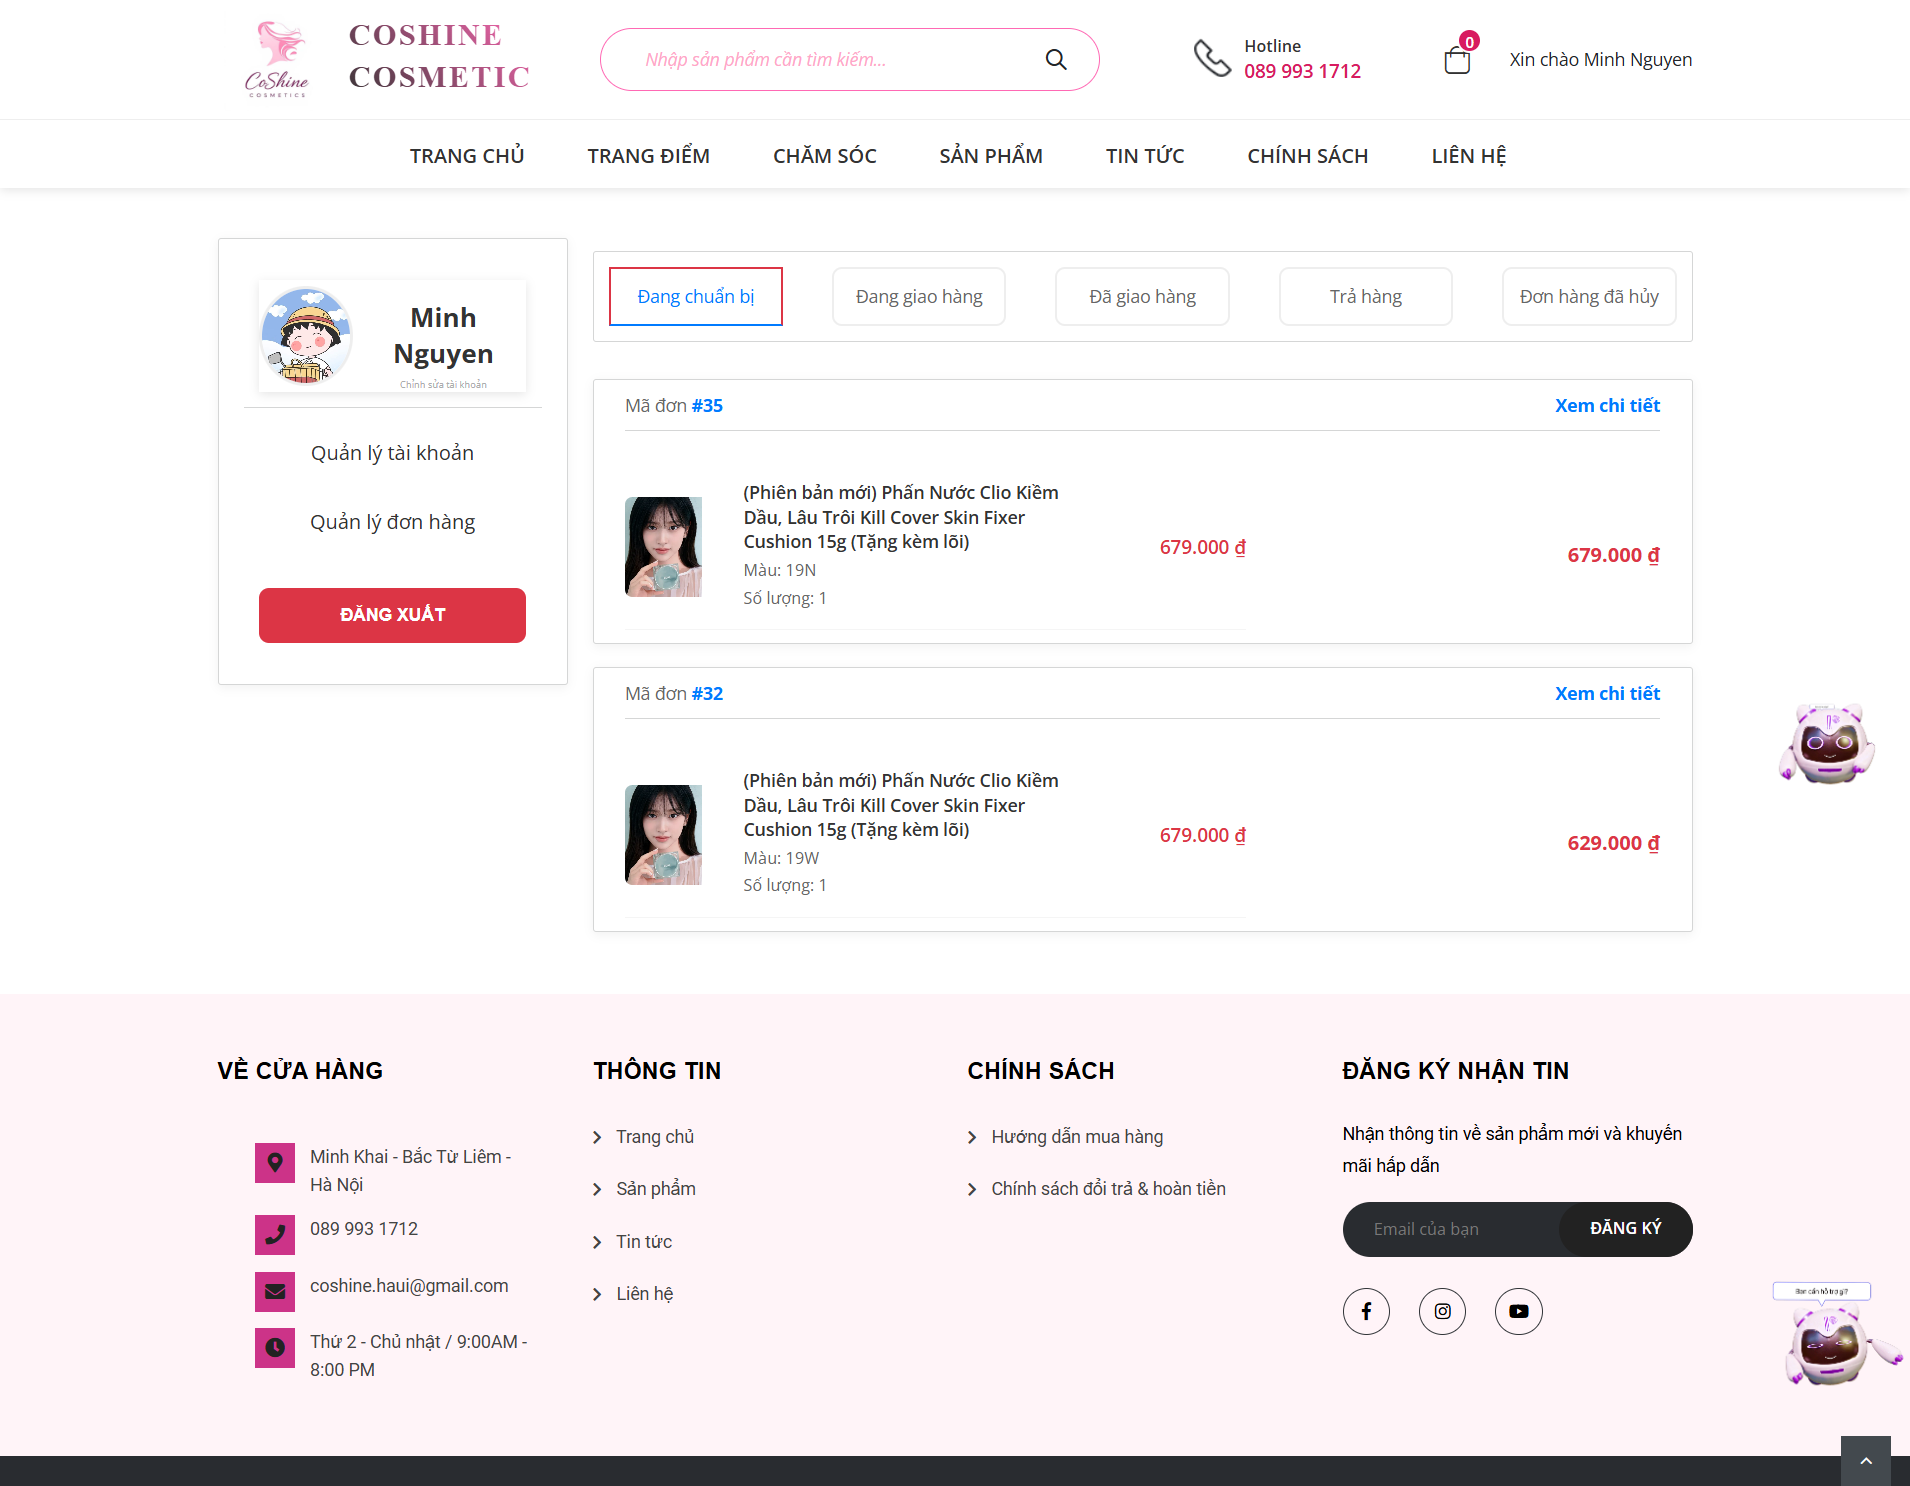 CoShine
COSMETICS
COSHINE
COSMETIC
Nhập sản phẩm cần tìm kiếm...
Hotline
089 993 1712
0
Xin chào Minh Nguyen
TRANG CHỦ
TRANG ĐIỂM
CHĂM SÓC
SẢN PHẨM
TIN TỨC
CHÍNH SÁCH
LIÊN HỆ
Minh
Nguyen
Chỉnh sửa tài khoản
Quản lý tài khoản
Quản lý đơn hàng
ĐĂNG XUẤT
Đang chuẩn bị
Đang giao hàng
Đã giao hàng
Trả hàng
Đơn hàng đã hủy
Mã đơn #35
Xem chi tiết
(Phiên bản mới) Phấn Nước Clio Kiềm
Dầu, Lâu Trôi Kill Cover Skin Fixer
Cushion 15g (Tặng kèm lõi)
Màu: 19N
Số lượng: 1
679.000 ₫
679.000 ₫
Mã đơn #32
Xem chi tiết
(Phiên bản mới) Phấn Nước Clio Kiềm
Dầu, Lâu Trôi Kill Cover Skin Fixer
Cushion 15g (Tặng kèm lõi)
Màu: 19W
Số lượng: 1
679.000 ₫
629.000 ₫
VỀ CỬA HÀNG
Minh Khai - Bắc Từ Liêm -
Hà Nội
089 993 1712
coshine.haui@gmail.com
Thứ 2 - Chủ nhật / 9:00AM -
8:00 PM
THÔNG TIN
Trang chủ
Sản phẩm
Tin tức
Liên hệ
CHÍNH SÁCH
Hướng dẫn mua hàng
Chính sách đổi trả & hoàn tiền
ĐĂNG KÝ NHẬN TIN
Nhận thông tin về sản phẩm mới và khuyến
mãi hấp dẫn
Email của bạn
ĐĂNG KÝ
Bạn cần hỗ trợ gì?